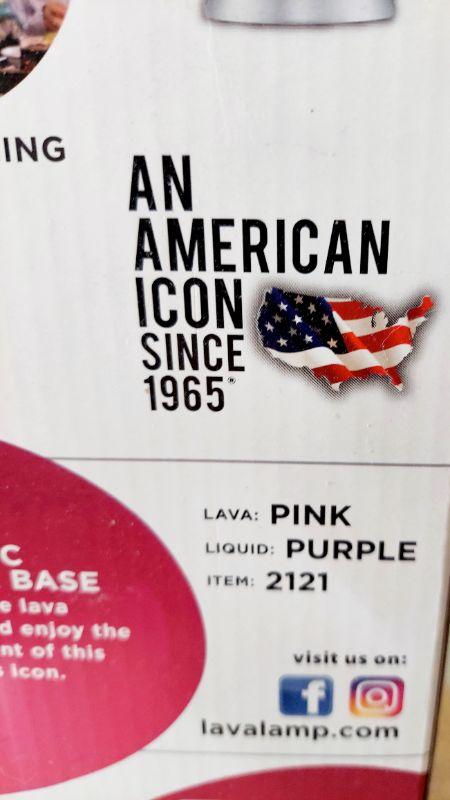 ING
AN
AMERICAN
ICON
SINCE
1965®
LAVA: PINK
LIQUID: PURPLE
ITEM: 2121
C
BASE
e lava
d enjoy the
nt of this
icon.
visit us on:
lavalamp.com